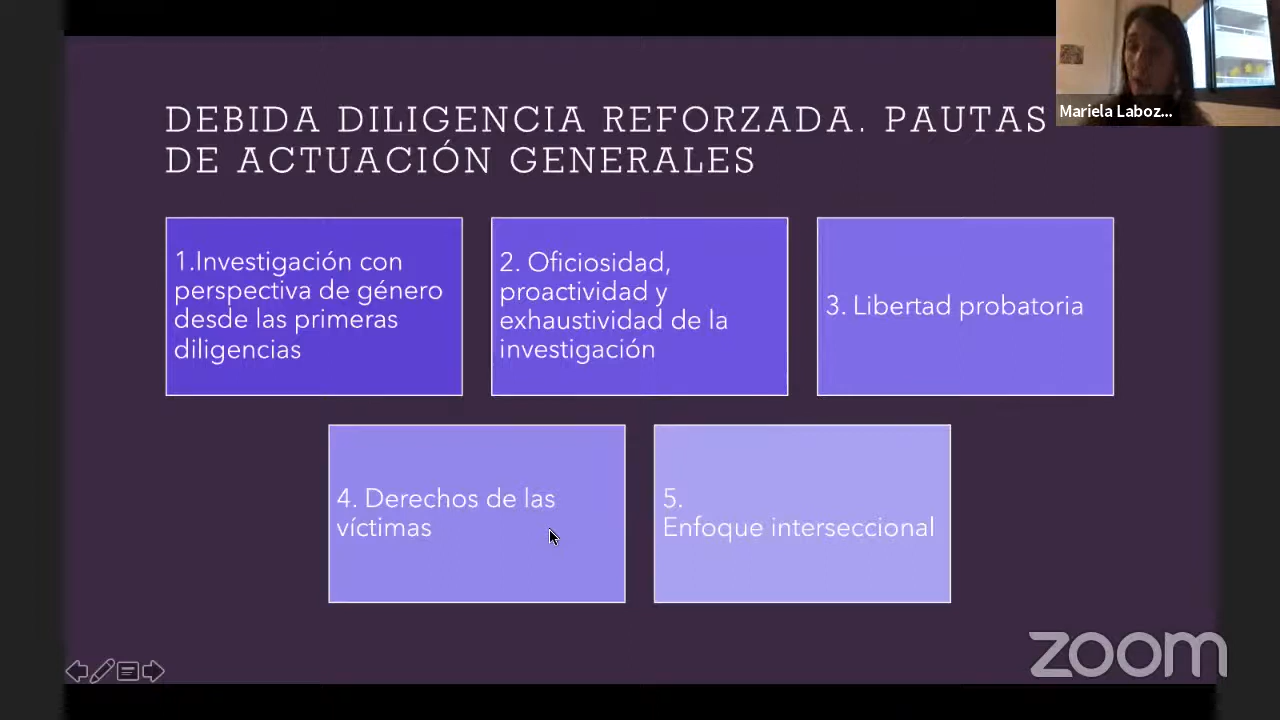 Mariela Laboz...
DEBIDA DILIGENCIA REFORZADA. PAUTAS
DE ACTUACIÓN GENERALES
1.Investigación con
perspectiva de género
desde las primeras
diligencias
2. Oficiosidad,
proactividad y
exhaustividad de la
investigación
3. Libertad probatoria
4. Derechos de las
víctimas
5.
Enfoque interseccional
zoom